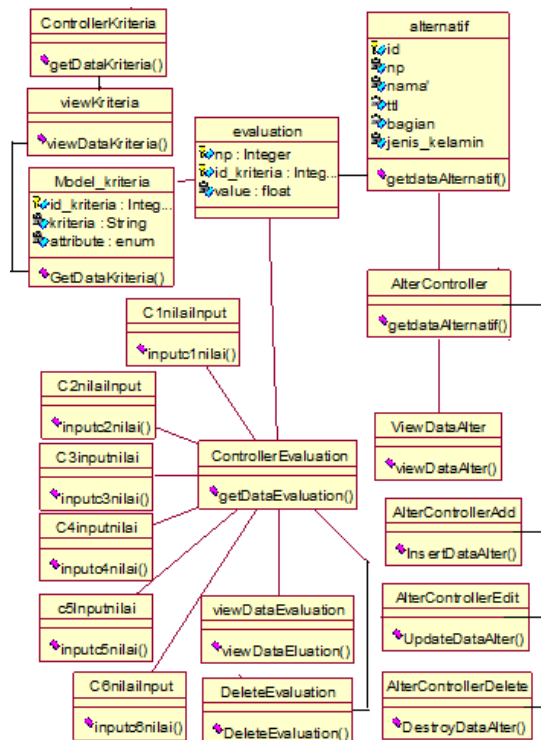 ControllerKriteria
getDataKriteria()
viewKriteria
viewDataKriteria()
Model_kriteria
id_kriteria : Integ...
kriteria : String
attribute : enum
GetDataKriteria()
evaluation
np : Integer
id_kriteria : Integ...
value : float
alternatif
id
np
nama'
ttl
bagian
jenis_kelamin
getdataAlternatif()
AlterController
getdataAlternatif()
ViewDataAlter
viewDataAlter()
C1nilaiInput
inputc1nilai()
C2nilaiInput
inputc2nilai()
C3inputnilai
inputc3nilai()
C4inputnilai
inputo4nilai()
c5Inputnilai
inputc5nilai()
C6nilaiInput
inputc6nilai()
ControllerEvaluation
getDataEvaluation()
viewDataEvaluation
viewDataEluation()
DeleteEvaluation
DeleteEvaluation()
AlterControllerAdd
InsertDataAlter()
AlterControllerEdit
UpdateDataAlter()
AlterControllerDelete
DestroyDataAlter()